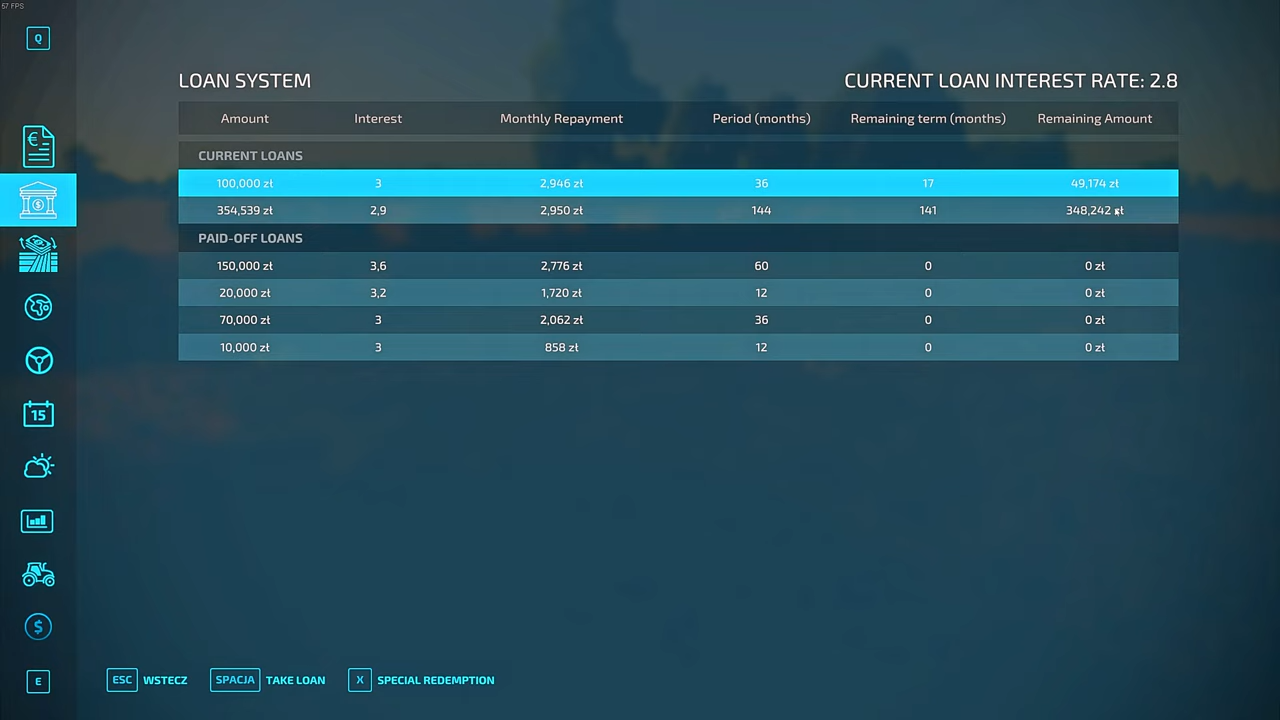 57 FPS
Q
LOAN SYSTEM
CURRENT LOAN INTEREST RATE: 2.8
Amount Interest Monthly Repayment Period (months) Remaining term (months) Remaining Amount
CURRENT LOANS
100,000 zł 3 2,946 zł 36 17 49,174 zł
354,539 zł 2,9 2,950 zł 144 141 348,242 zł
PAID-OFF LOANS
150,000 zł 3,6 2,776 zł 60 0 0 zł
20,000 zł 3,2 1,720 zł 12 0 0 zł
70,000 zł 3 2,062 zł 36 0 0 zł
10,000 zł 3 858 zł 12 0 0 zł
15
E
ESC WSTECZ SPACJA TAKE LOAN X SPECIAL REDEMPTION